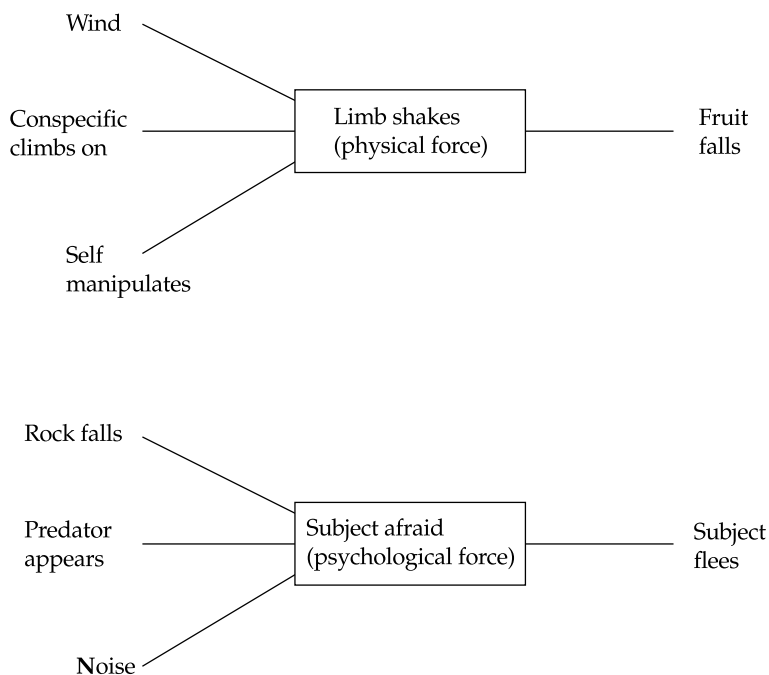 Wind
Conspecific
climbs on
Self
manipulates
Limb shakes
(physical force)
Fruit
falls
Rock falls
Predator
appears
Noise
Subject afraid
(psychological force)
Subject
flees